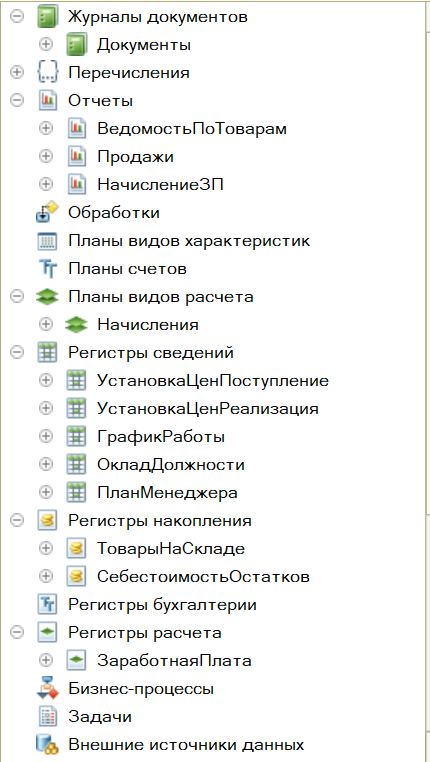 Журналы документов
Документы
Перечисления
Отчеты
ВедомостьПоТоварам
Продажи
НачислениеЗП
Обработки
Планы видов характеристик
Планы счетов
Планы видов расчета
Начисления
Регистры сведений
УстановкаЦенПоступление
УстановкаЦенРеализация
ГрафикРаботы
ОкладДолжности
ПланМенеджера
Регистры накопления
ТоварыНаСкладе
СебестоимостьОстатков
Регистры бухгалтерии
Регистры расчета
ЗаработнаяПлата
Бизнес-процессы
Задачи
Внешние источники данных